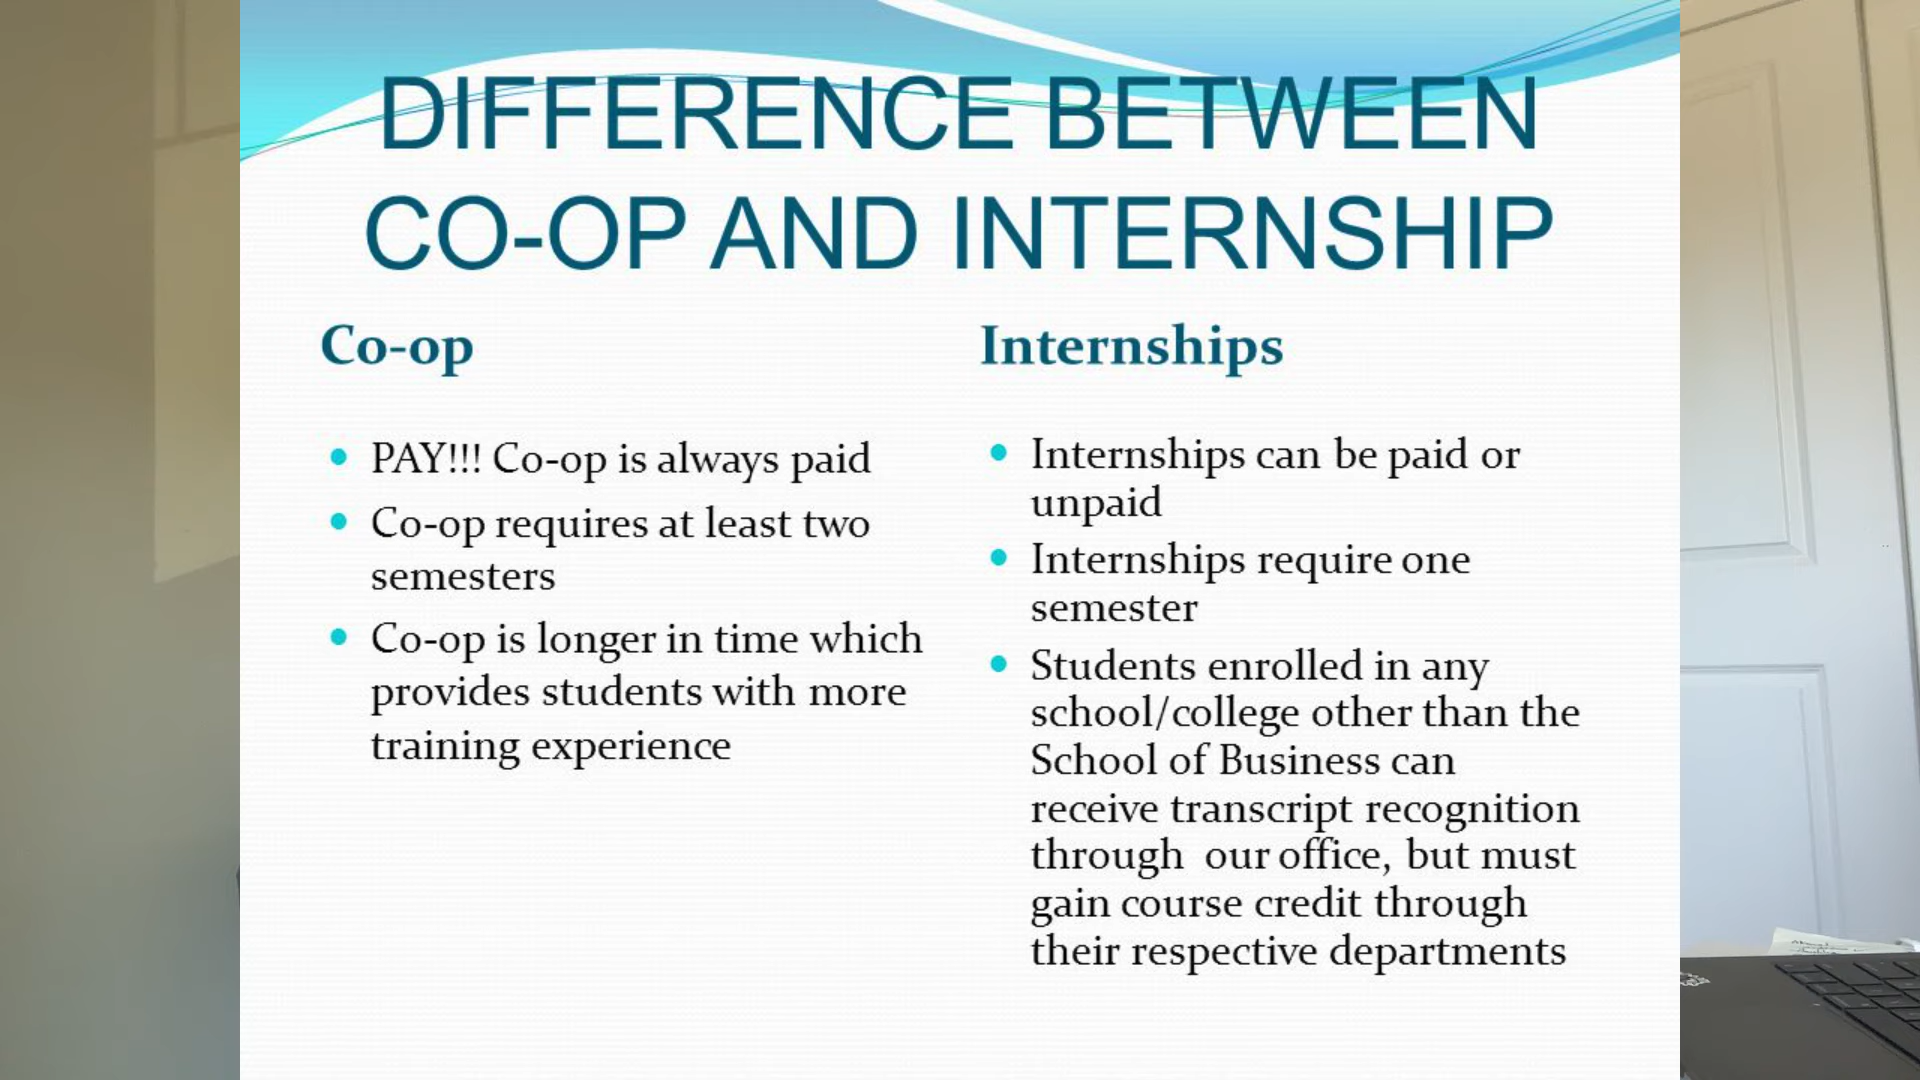 DIFFERENCE BETWEEN
CO-OP AND INTERNSHIP
Co-op
• PAY!!! Co-op is always paid
• Co-op requires at least two
semesters
• Co-op is longer in time which
provides students with more
training experience
Internships
• Internships can be paid or
unpaid
• Internships require one
semester
• Students enrolled in any
school/college other than the
School of Business can
receive transcript recognition
through our office, but must
gain course credit through
their respective departments